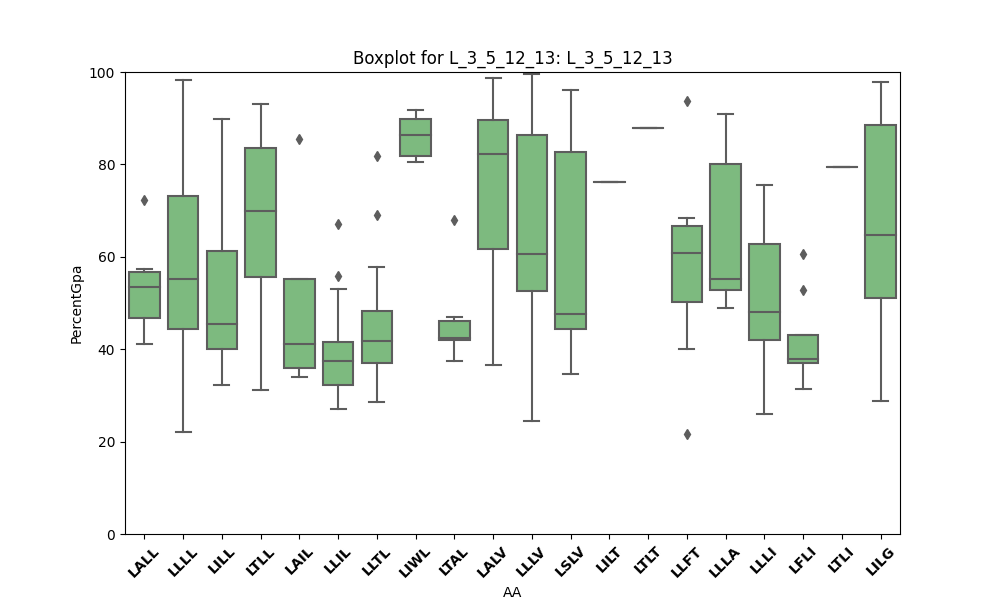 Boxplot for L_3_5_12_13: L_3_5_12_13
100
80
60
40
20
0
PercentGpa
LALL LLLL LILL LTLL LAIL LLIL LLTL LIWL LTAL LALV LLLV LSLV LILT LTLT LLFT LLLA LLLI LFLI LTLI LILG
AA